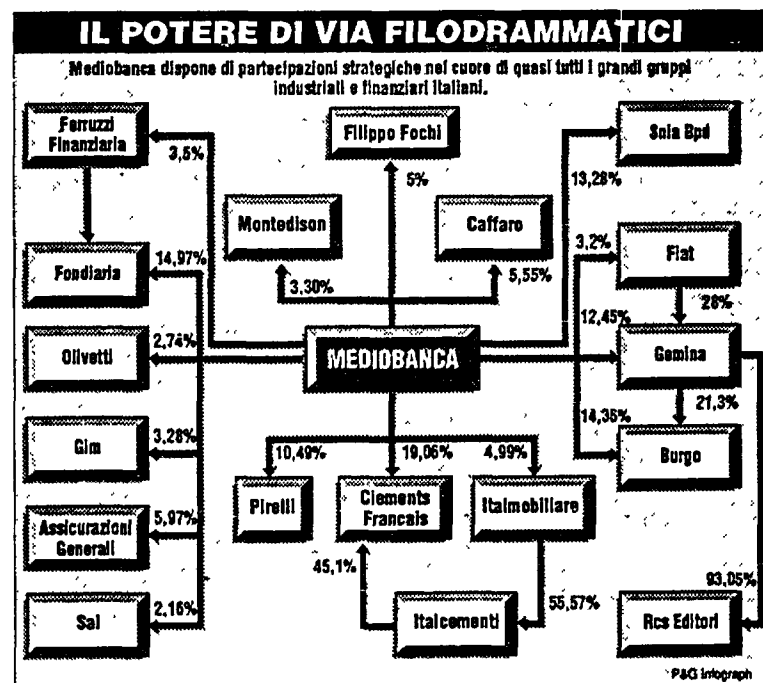 IL POTERE DI VIA FILODRAMMATICI
Mediobanca dispone di partecipazioni strategiche nel cuore di quasi tutti i grandi gruppi
industriali e finanziari italiani.
Ferruzzi
Finanziaria
3,5%
Filippo Fochi
5%
Snia Bpd
13,28%
Montedison
3,30%
Caffaro
5,55%
Fondiaria
14,97%
3,2%
Fiat
28%
Olivetti
2,74%
MEDIOBANCA
12,45%
Gemina
21,3%
Gim
3,28%
14,35%
Burgo
10,49%
19,06%
4,99%
Pirelli
Ciements
Francais
Italmobiliare
Assicurazioni
Generali
5,97%
45,1%
55,57%
93,05%
Sai
2,16%
Italcementi
Rcs Editori
P&G Infograph